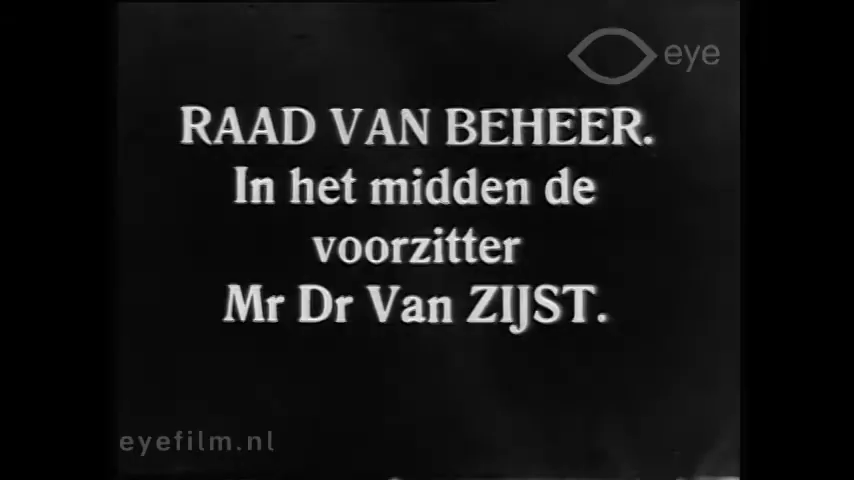 eye
RAAD VAN BEHEER.
In het midden de
voorzitter
Mr Dr Van ZIJST.
eyefilm.nl